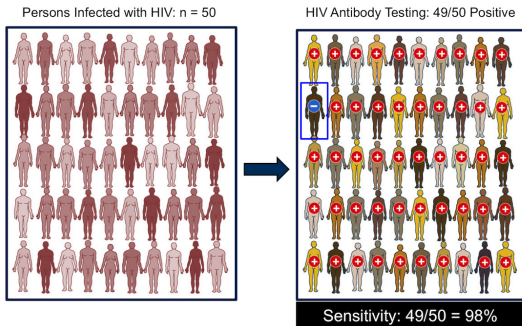 Persons Infected with HIV: n = 50
HIV Antibody Testing: 49/50 Positive
Sensitivity: 49/50 = 98%